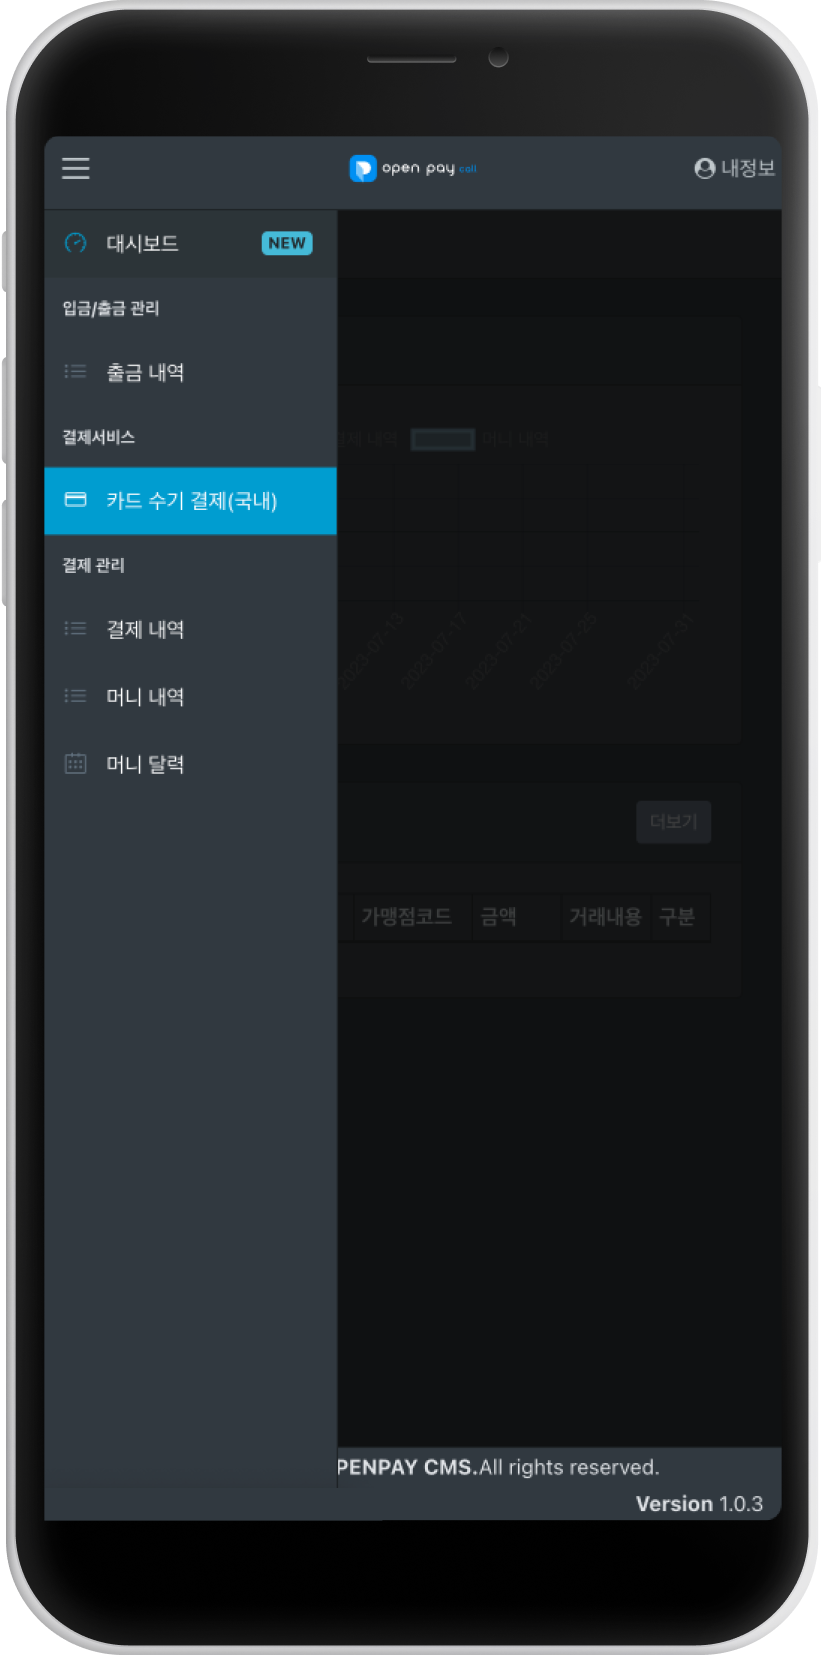 open pay call
내정보
대시보드 NEW
입금/출금 관리
출금 내역
결제서비스
카드 수기 결제(국내)
결제 관리
결제 내역
머니 내역
머니 달력
결제 내역 머니 내역
2023-07-13 2023-07-17 2023-07-21 2023-07-25 2023-07-31
더보기
가맹점코드 금액 거래내용 구분
PENPAY CMS.All rights reserved.
Version 1.0.3